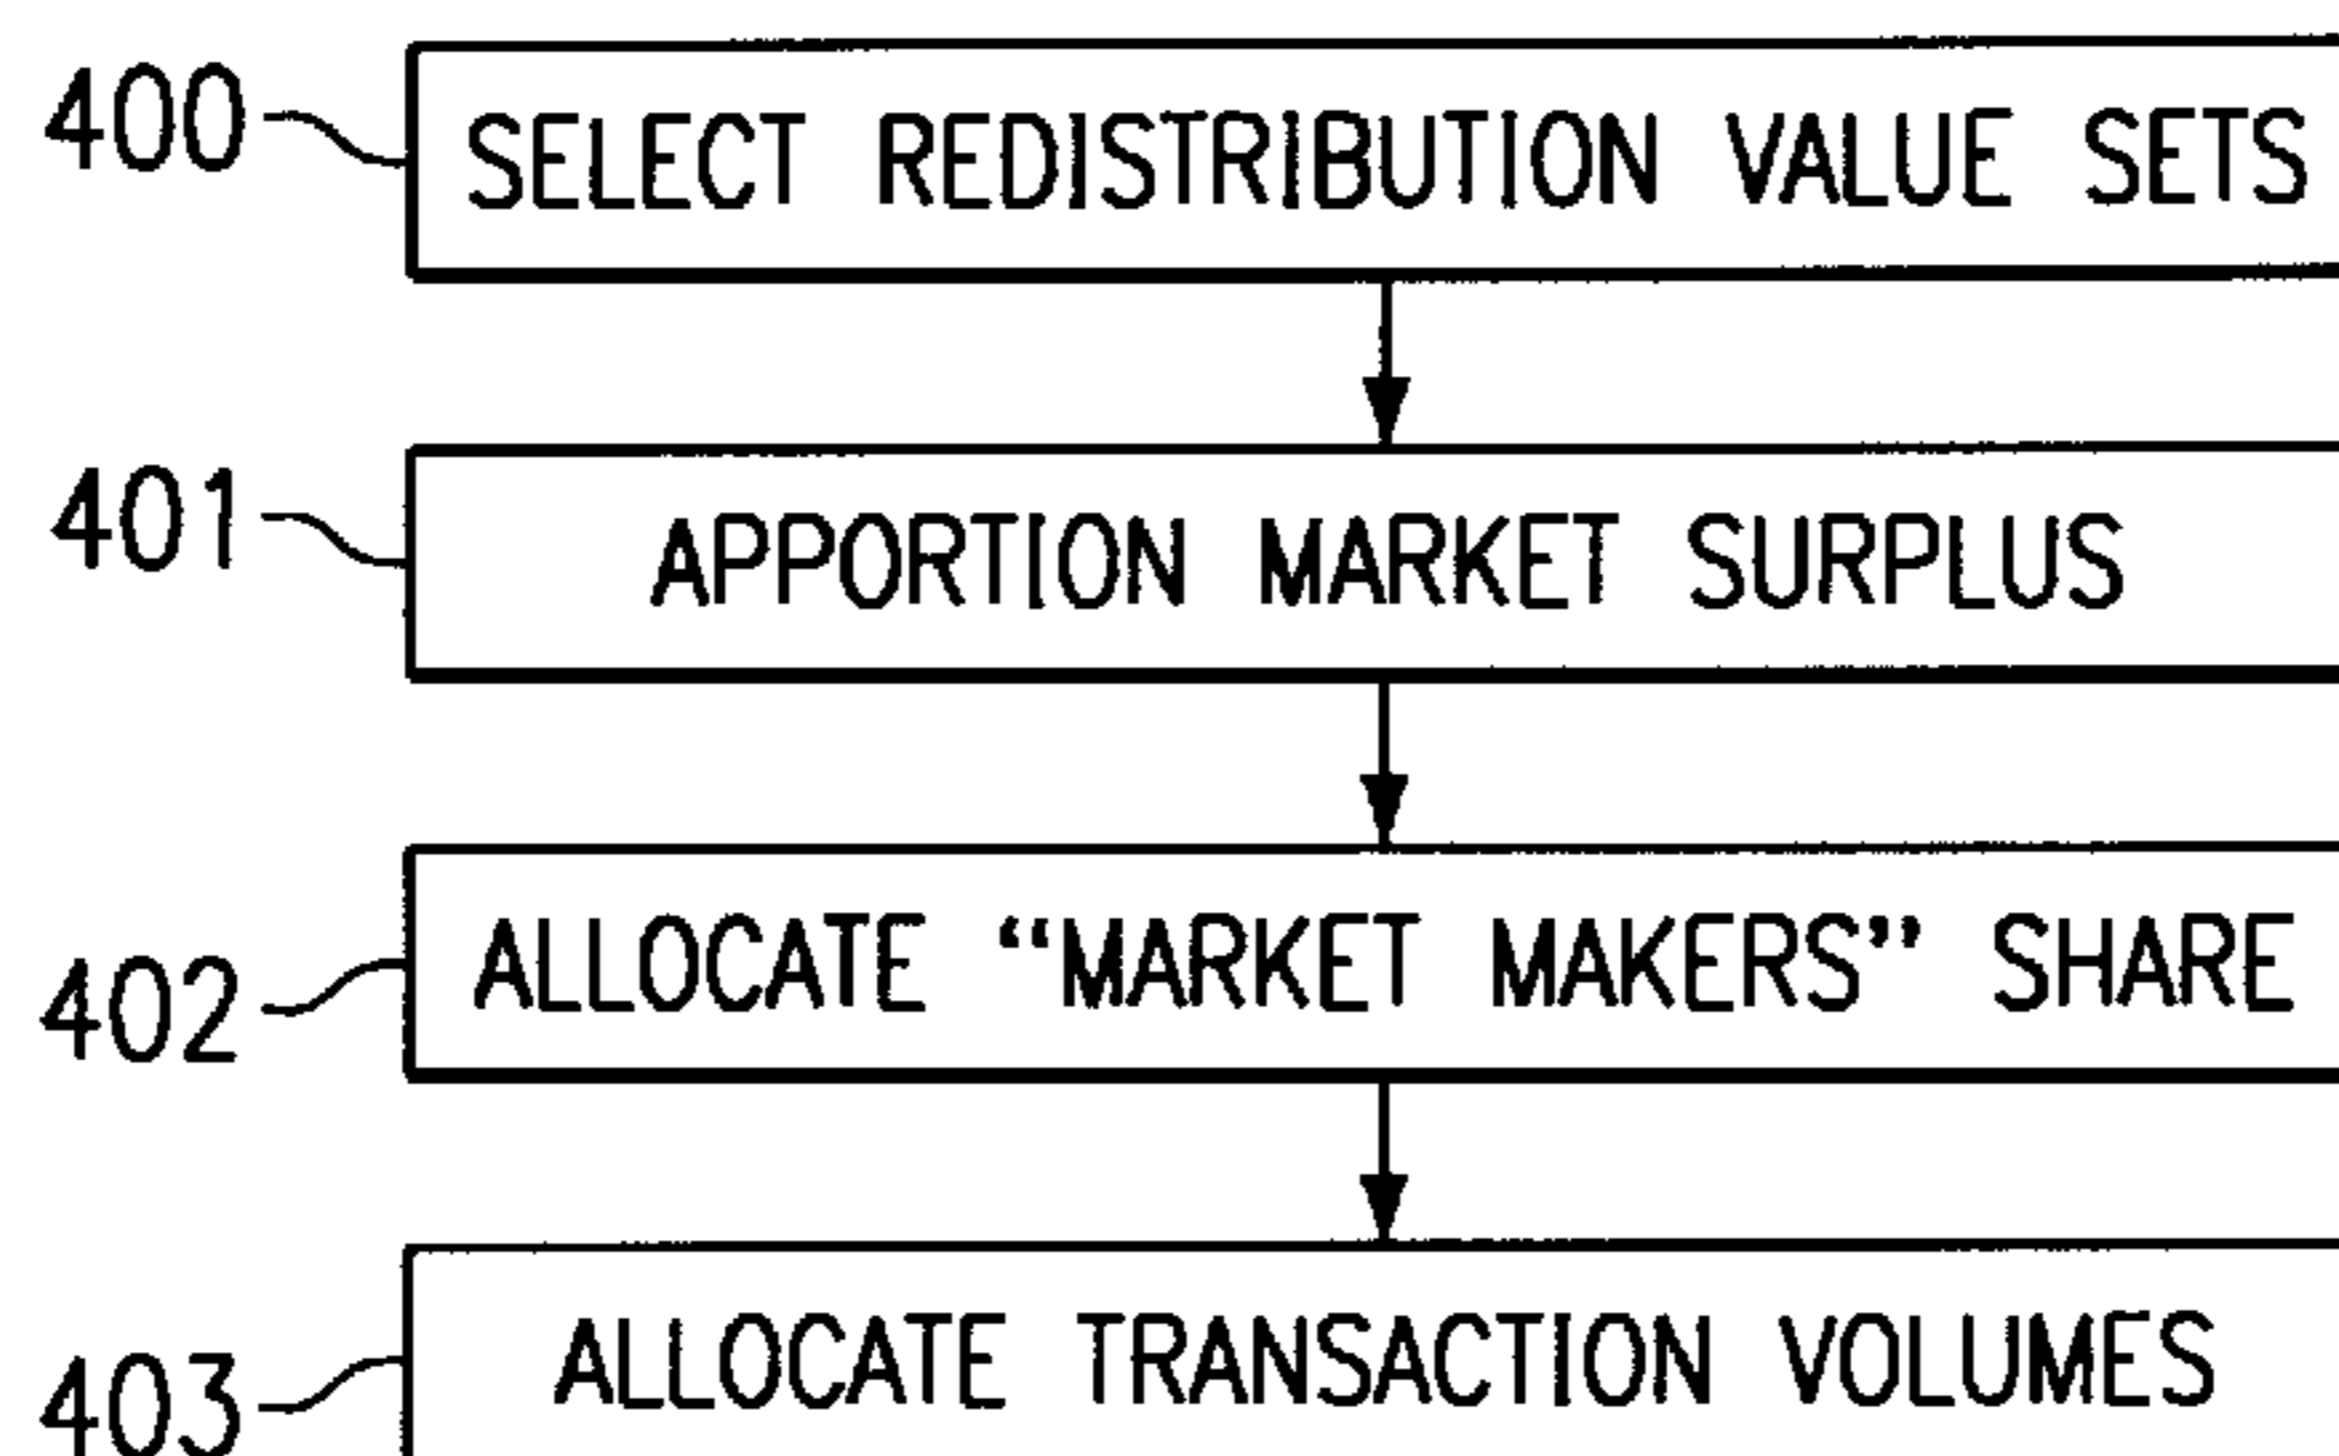 400 SELECT REDISTRIBUTION VALUE SETS
401 APPORTION MARKET SURPLUS
402 ALLOCATE “MARKET MAKERS” SHARE
403 ALLOCATE TRANSACTION VOLUMES